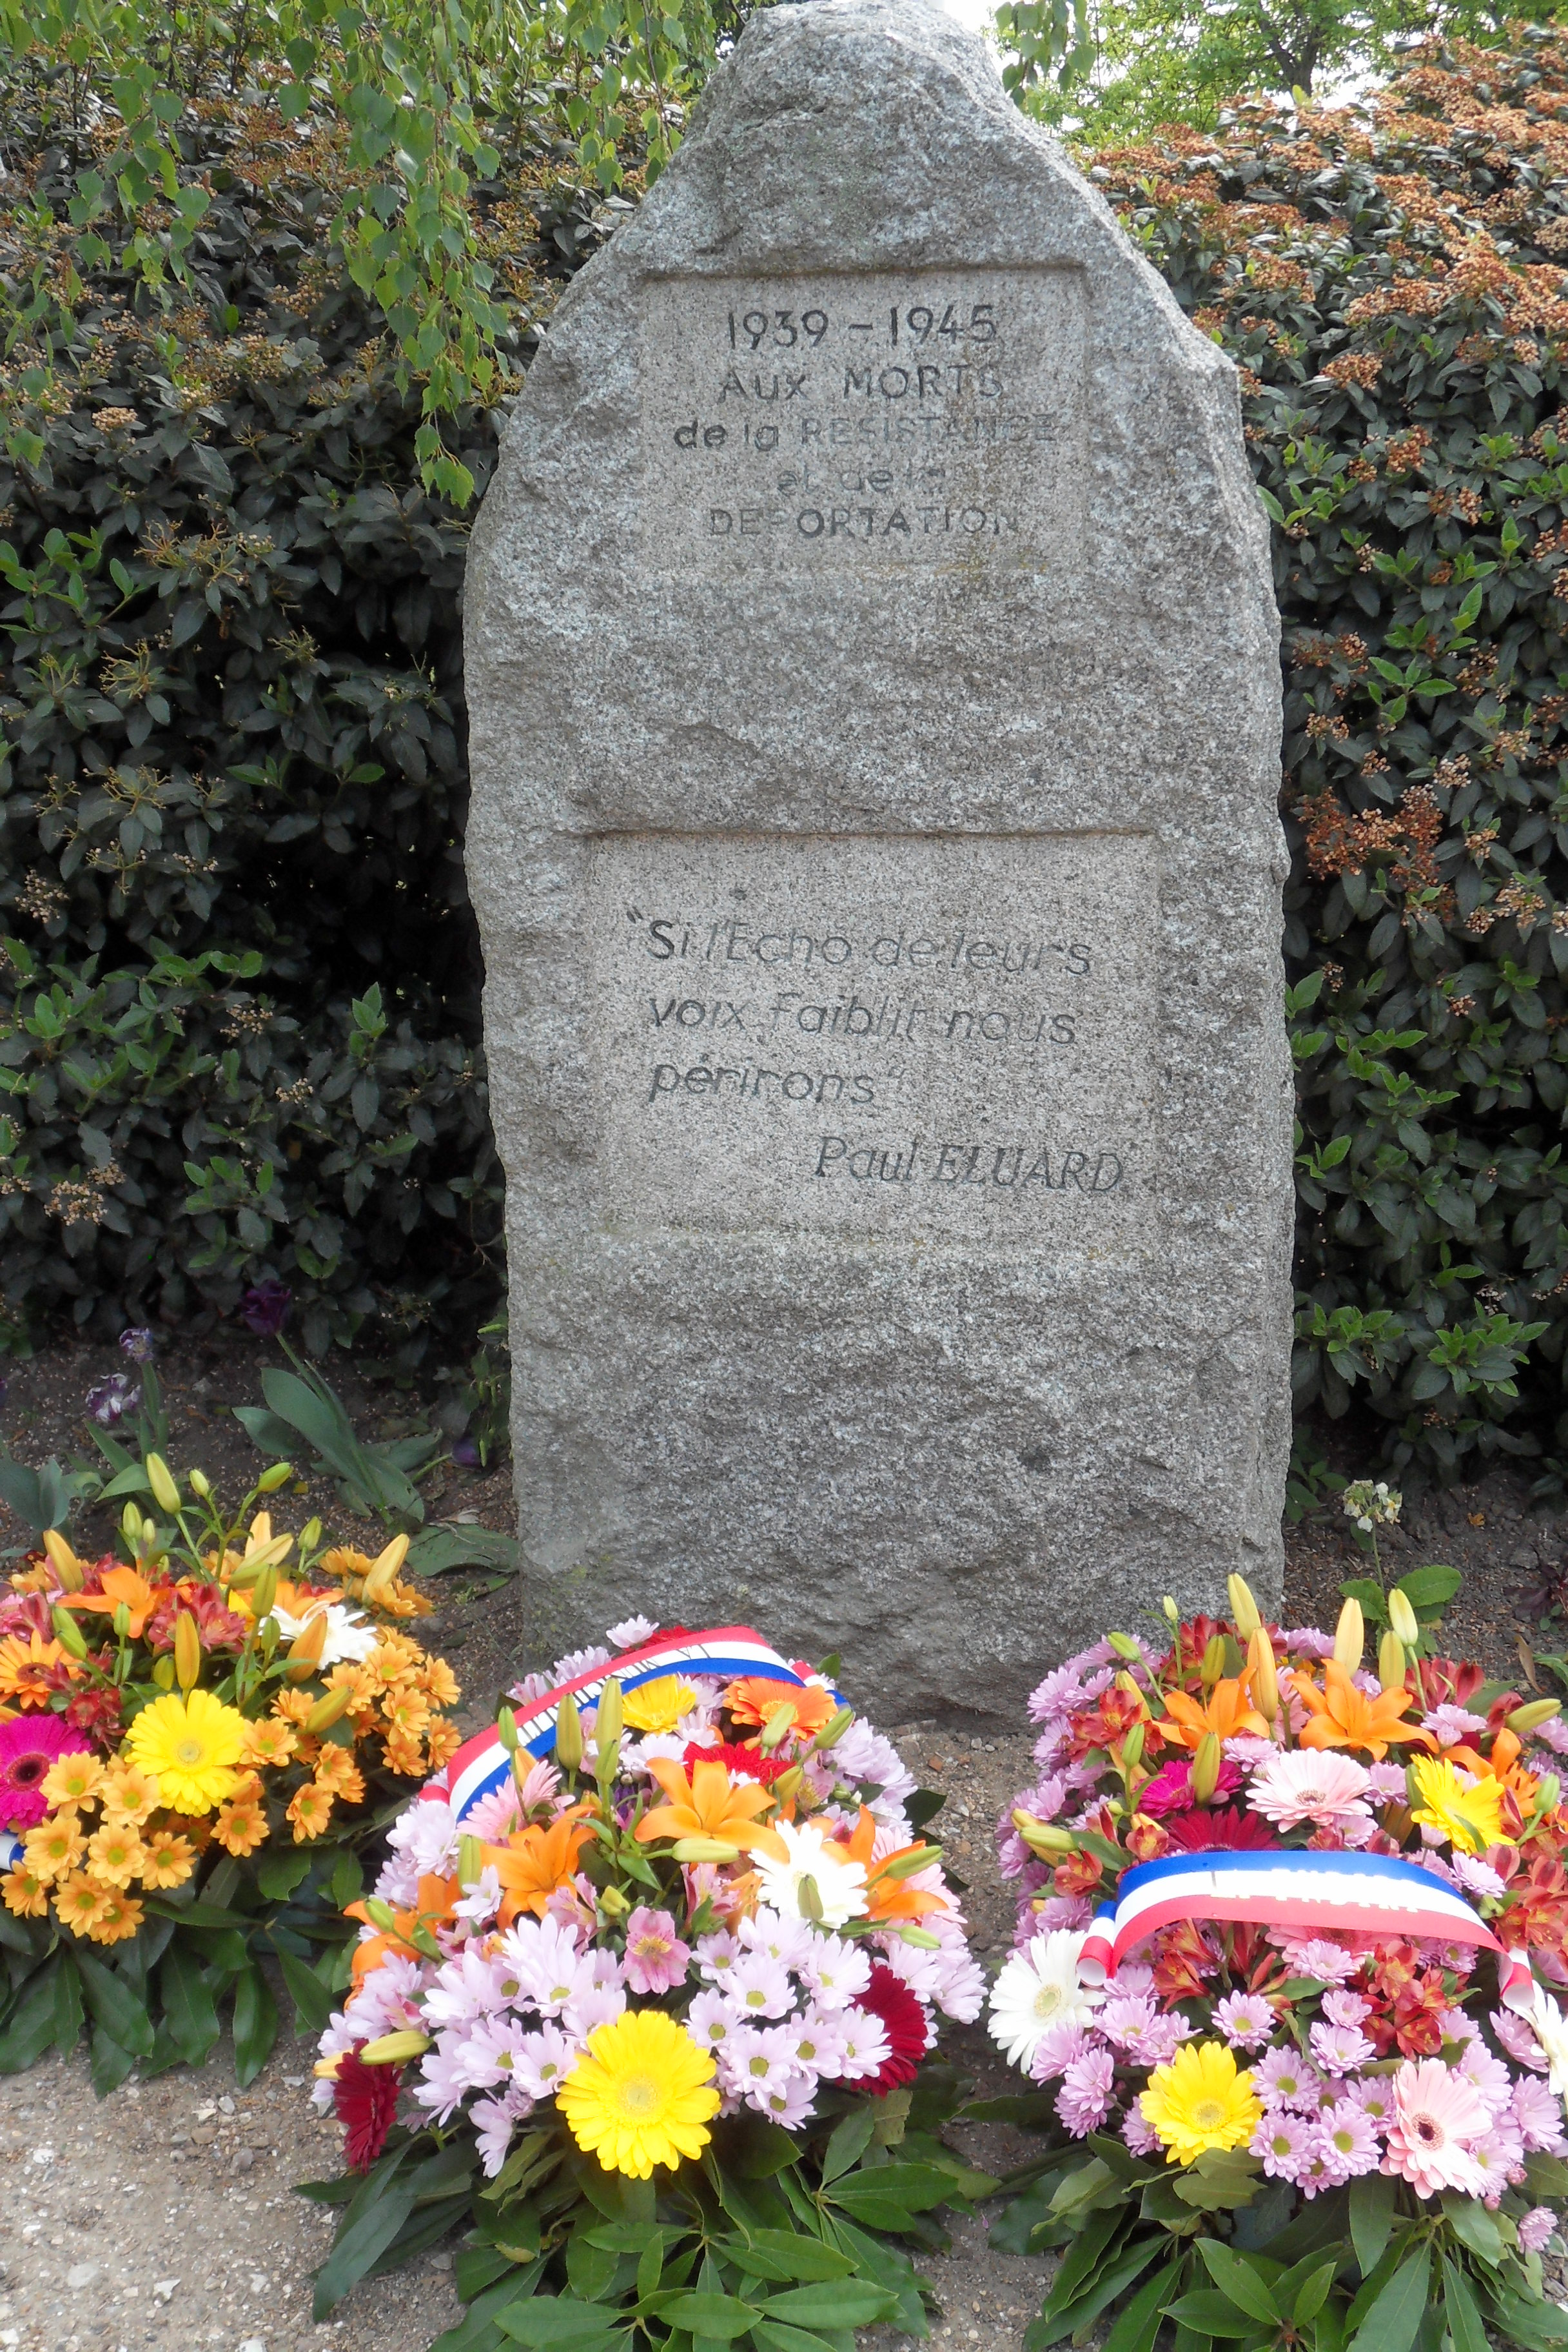 1939 - 1945
Aux MORTS
de la RESISTANCE
et de la
DEPORTATION
"Si l'Echo de leurs
voix faiblit nous
périrons"
Paul ELUARD